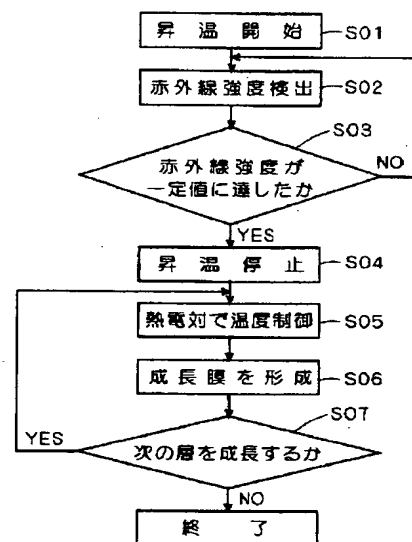 昇温開始 S01
赤外線強度検出 S02
S03
赤外線強度が
一定値に達したか
NO
YES
昇温停止 S04
熱電対で温度制御 S05
成長膜を形成 S06
S07
YES
次の層を成長するか
NO
終了